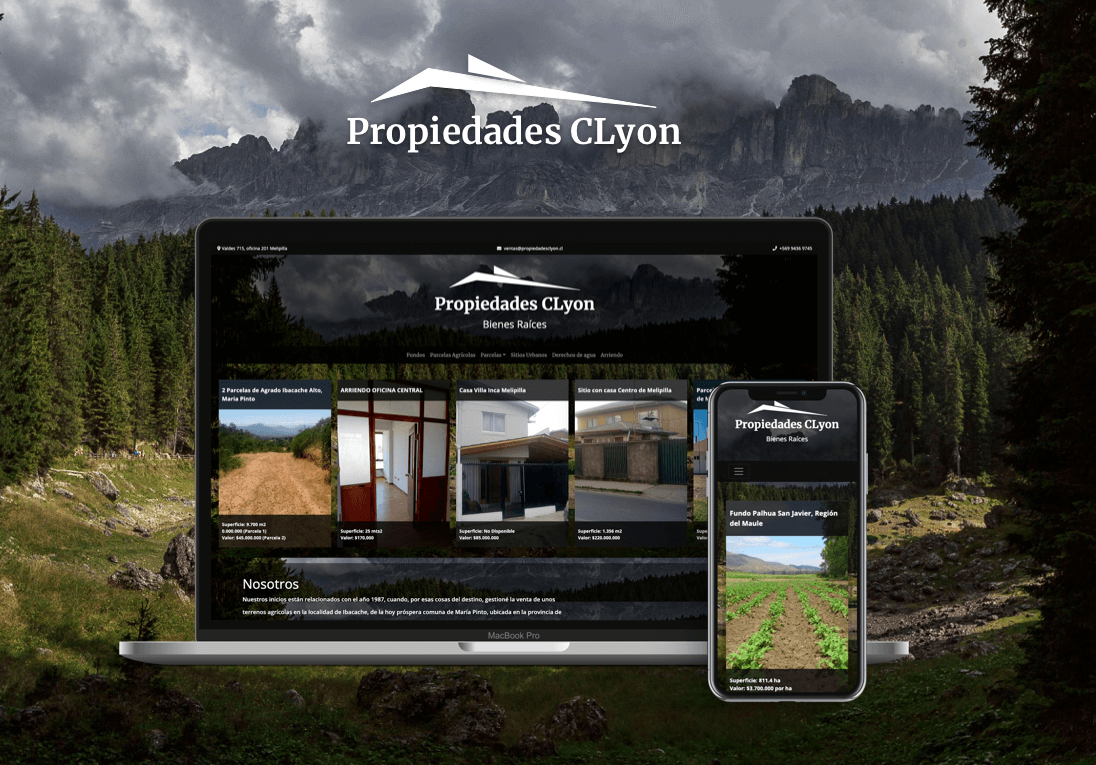 Propiedades CLyon
Valdes 715, oficina 201 Melipilla
ventas@propiedadesclyon.cl
+569 9436 9745
Propiedades CLyon
Bienes Raíces
Fundos Parcelas Agrícolas Parcelas Sitios Urbanos Derechos de agua Arriendo
2 Parcelas de Agrado Ibacache Alto,
María Pinto
Superficie: 9.700 m2
0.000.000 (Parcela 1)
Valor: $45.000.000 (Parcela 2)
ARRIENDO OFICINA CENTRAL
Superficie: 25 mts2
Valor: $170.000
Casa Villa Inca Melipilla
Superficie: No Disponible
Valor: $85.000.000
Sitio con casa Centro de Melipilla
Superficie: 1.356 m2
Valor: $220.000.000
Nosotros
Nuestros inicios están relacionados con el año 1987, cuando, por esas cosas del destino, gestioné la venta de unos
terrenos agrícolas en la localidad de Ibacache, de la hoy próspera comuna de María Pinto, ubicada en la provincia de
MacBook Pro
Propiedades CLyon
Bienes Raíces
Fundo Palhua San Javier, Región
del Maule
Superficie: 811.4 ha
Valor: $3.700.000 por ha